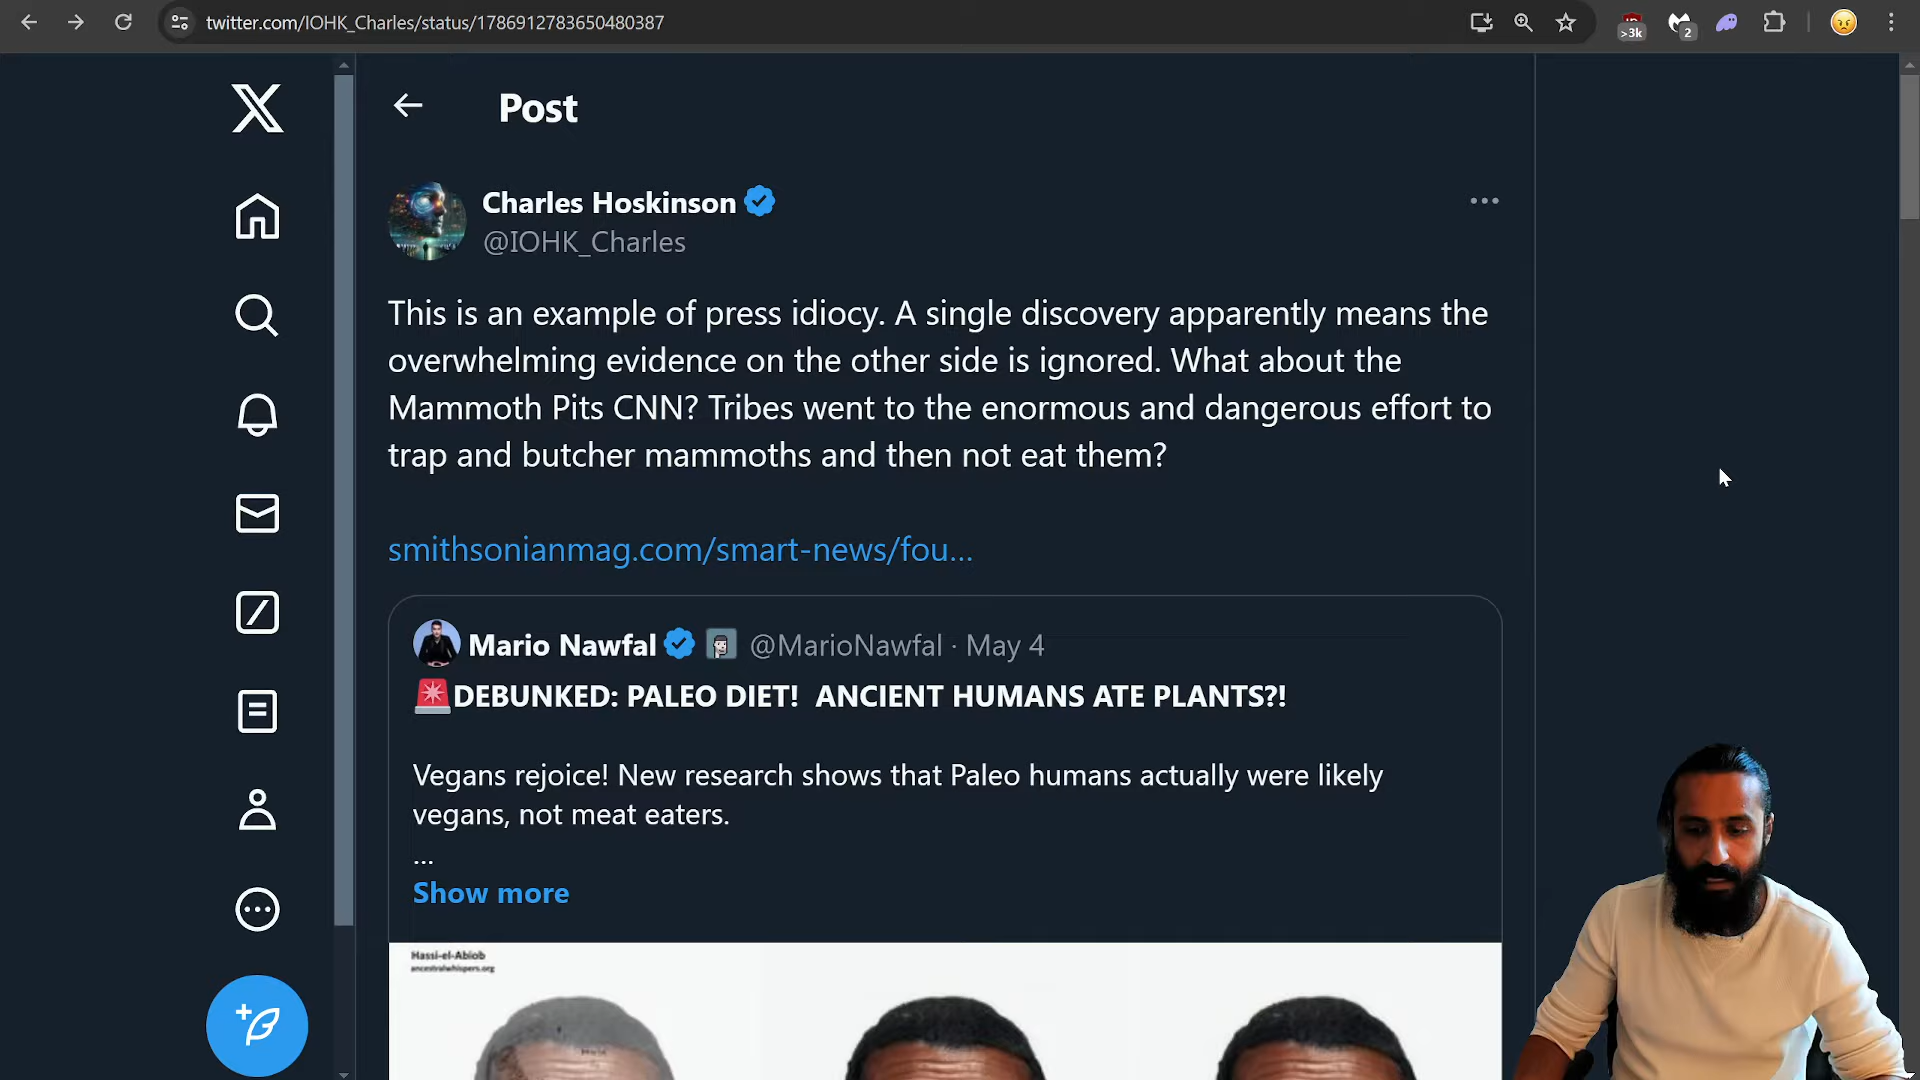 twitter.com/IOHK_Charles/status/1786912783650480387
>3k
2
Post
Charles Hoskinson
@IOHK_Charles
This is an example of press idiocy. A single discovery apparently means the
overwhelming evidence on the other side is ignored. What about the
Mammoth Pits CNN? Tribes went to the enormous and dangerous effort to
trap and butcher mammoths and then not eat them?
smithsonianmag.com/smart-news/fou...
Mario Nawfal @MarioNawfal · May 4
🚨DEBUNKED: PALEO DIET! ANCIENT HUMANS ATE PLANTS?!
Vegans rejoice! New research shows that Paleo humans actually were likely
vegans, not meat eaters.
...
Show more
Hassi-el-Abiob
ancestralwhispers.org